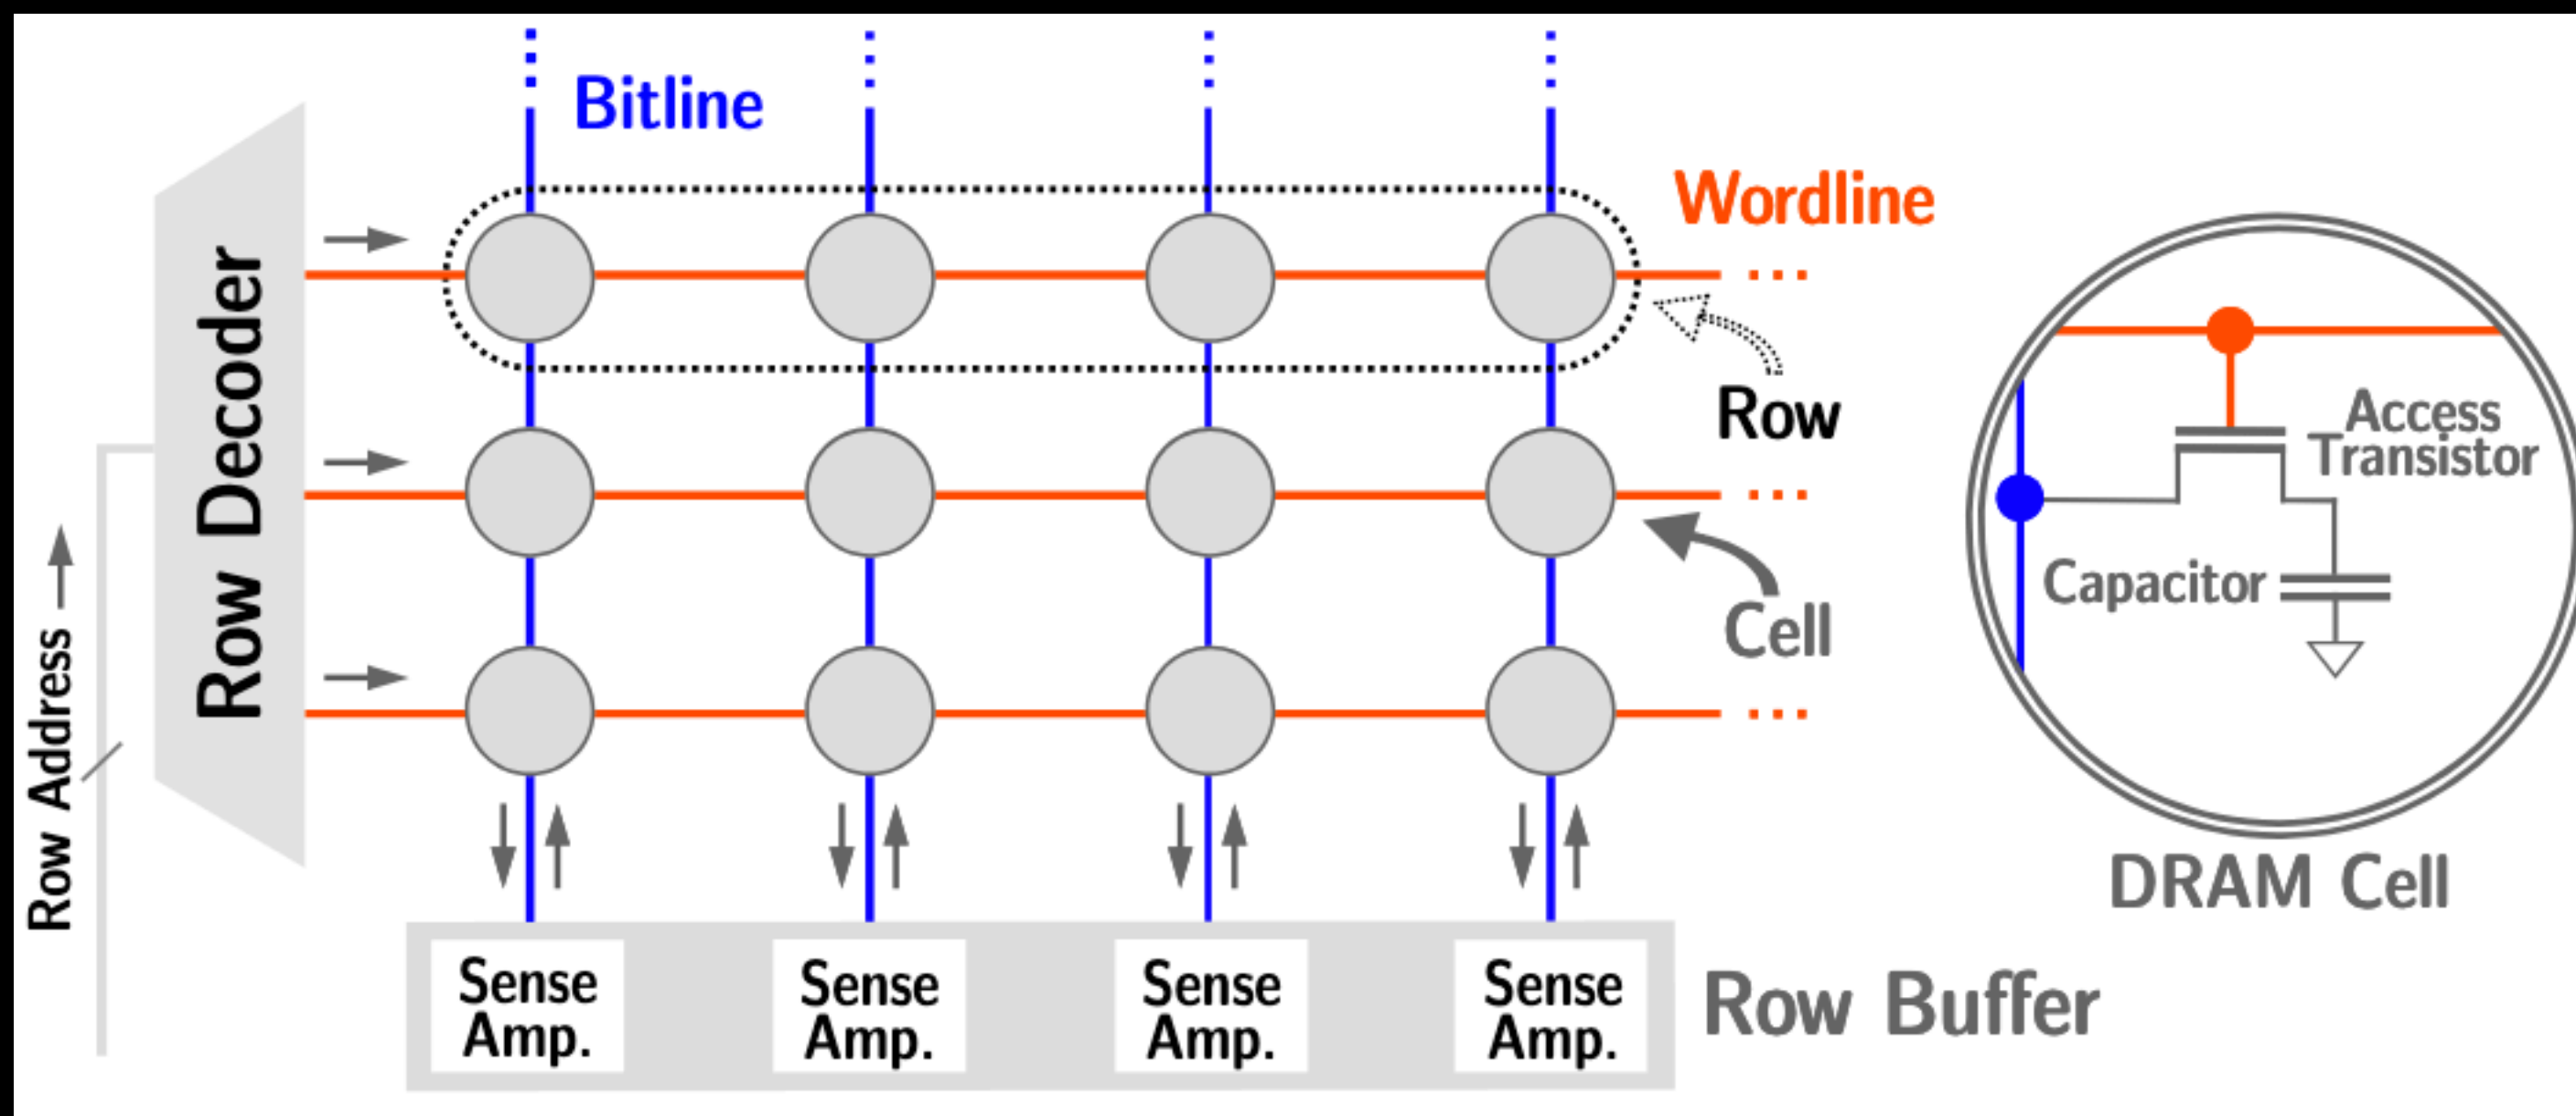 Bitline
Wordline
Row Decoder
Row Address
Row
Access
Transistor
Cell
Capacitor
DRAM Cell
Sense
Amp.
Sense
Amp.
Sense
Amp.
Sense
Amp.
Row Buffer